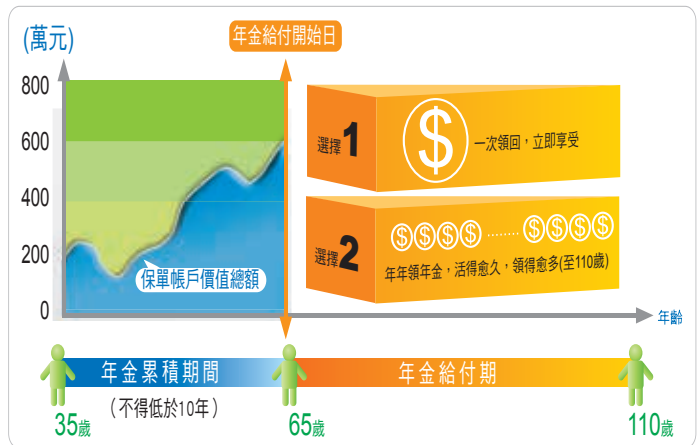 (萬元)
年金給付開始日
800
600
400
200
0
保單帳戶價值總額
選擇1
$
一次領回，立即享受
選擇2
$$$$ ........ $$$$
年年領年金，活得愈久，領得愈多(至110歲)
年齡
年金累積期間
年金給付期
（不得低於10年）
35歲
65歲
110歲